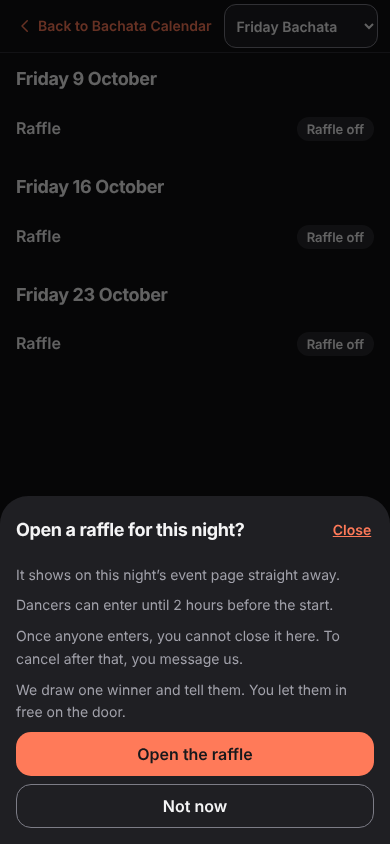 Back to Bachata Calendar
Friday Bachata
Friday 9 October
Raffle
Raffle off
Friday 16 October
Raffle
Raffle off
Friday 23 October
Raffle
Raffle off
Open a raffle for this night?
Close
It shows on this night’s event page straight away.
Dancers can enter until 2 hours before the start.
Once anyone enters, you cannot close it here. To
cancel after that, you message us.
We draw one winner and tell them. You let them in
free on the door.
Open the raffle
Not now